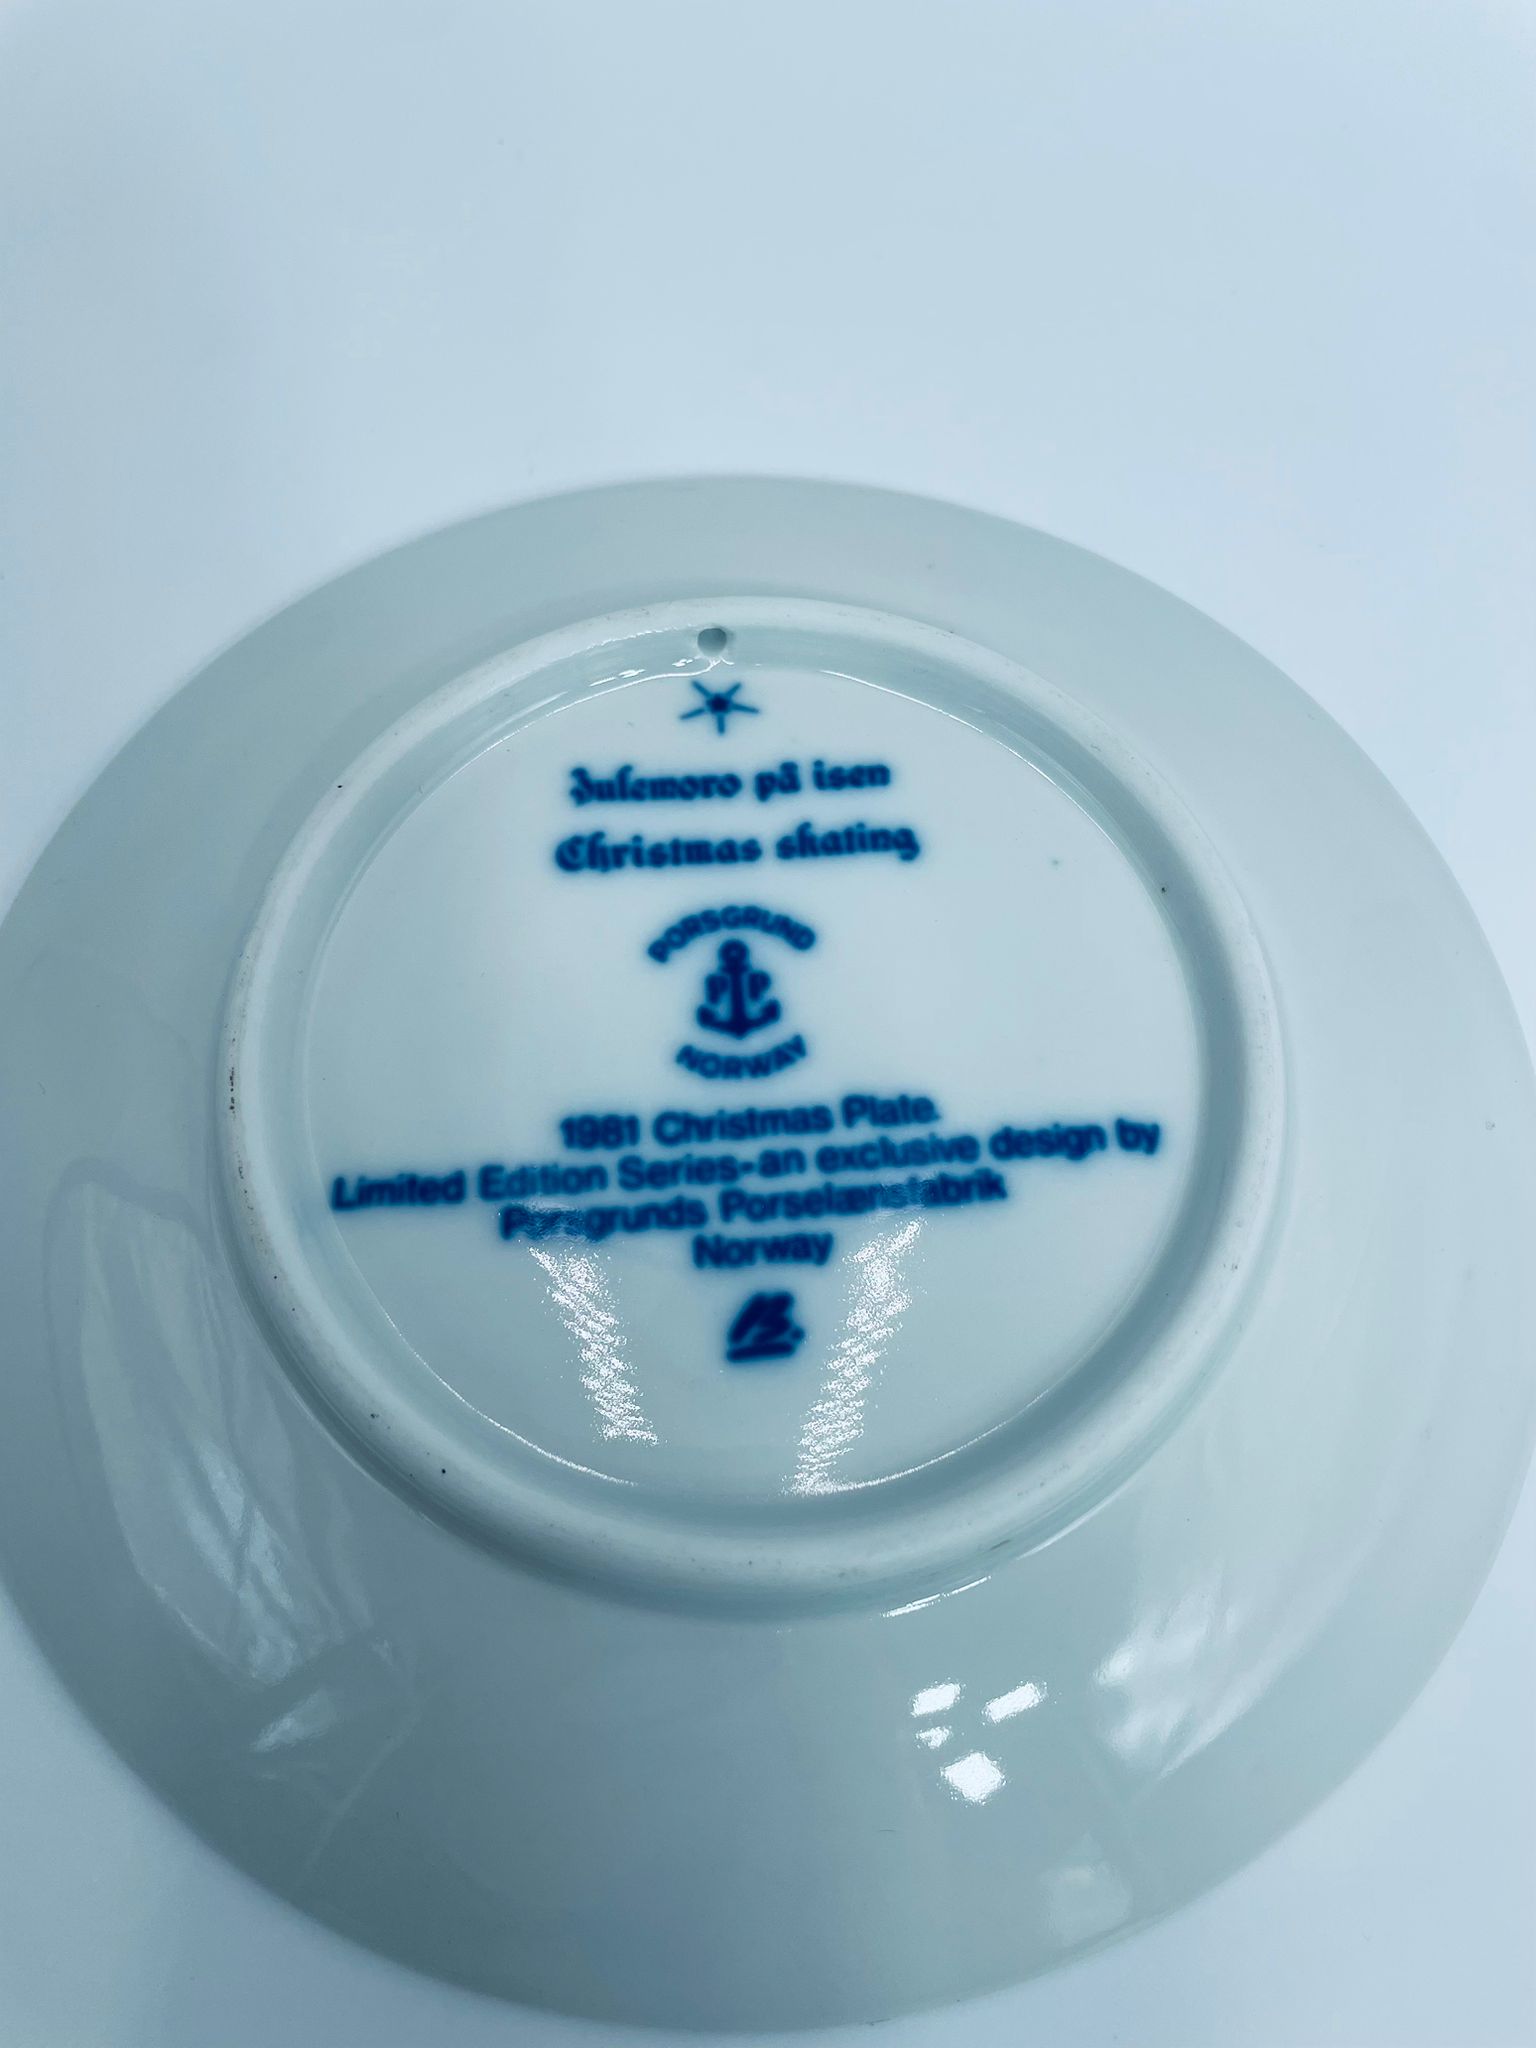 Julemoro på isen
Christmas skating
PORSGRUND
P P
NORWAY
1981 Christmas Plate.
Limited Edition Series-an exclusive design by
Porsgrunds Porselænsfabrik
Norway